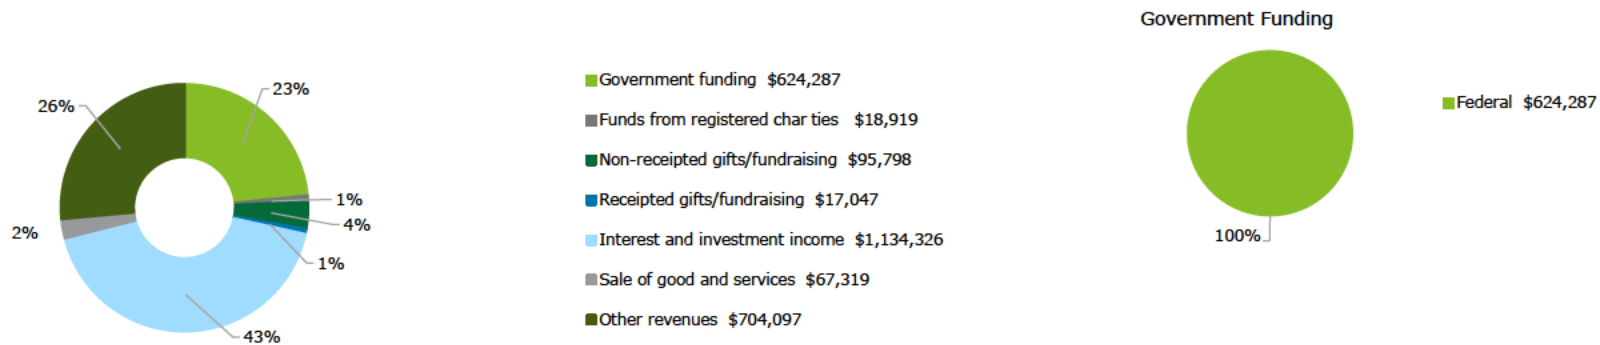 23%
26%
1%
4%
2%
1%
43%
Government funding $624,287
Funds from registered char ties $18,919
Non-receipted gifts/fundraising $95,798
Receipted gifts/fundraising $17,047
Interest and investment income $1,134,326
Sale of good and services $67,319
Other revenues $704,097
Government Funding
Federal $624,287
100%